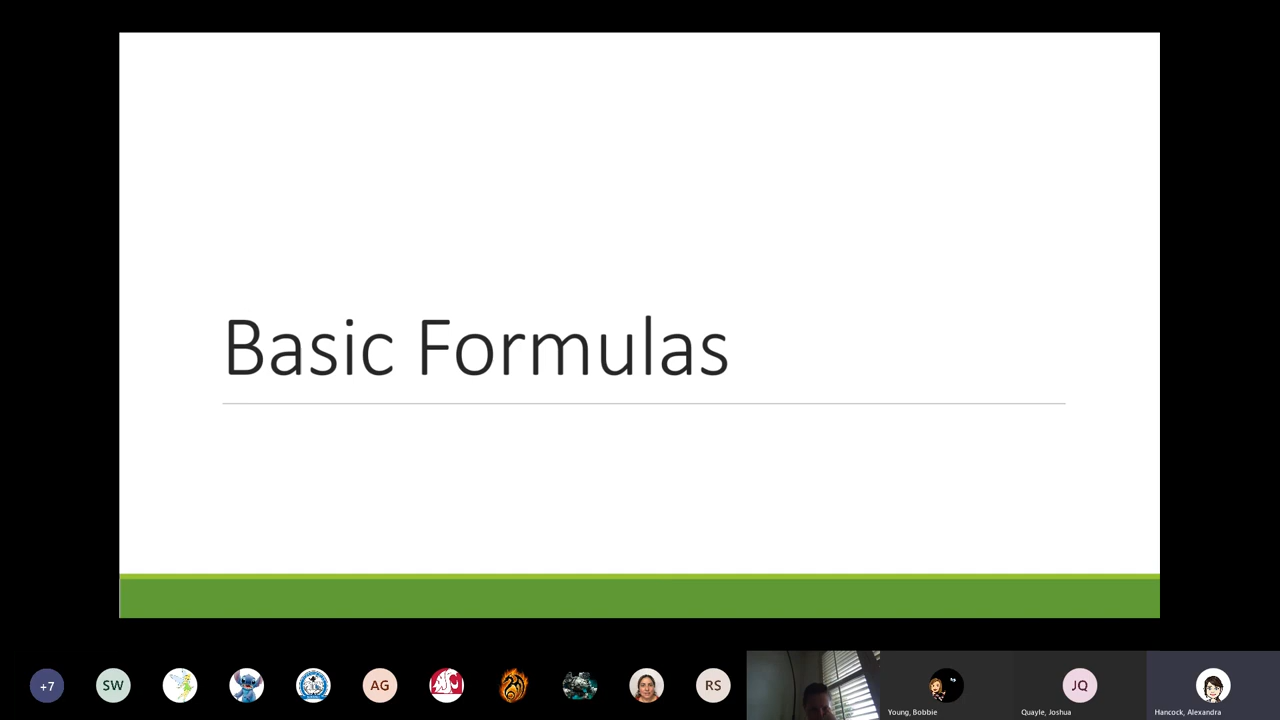 Basic Formulas
+7
SW
AG
RS
Young, Bobbie
JQ
Quayle, Joshua
Hancock, Alexandra